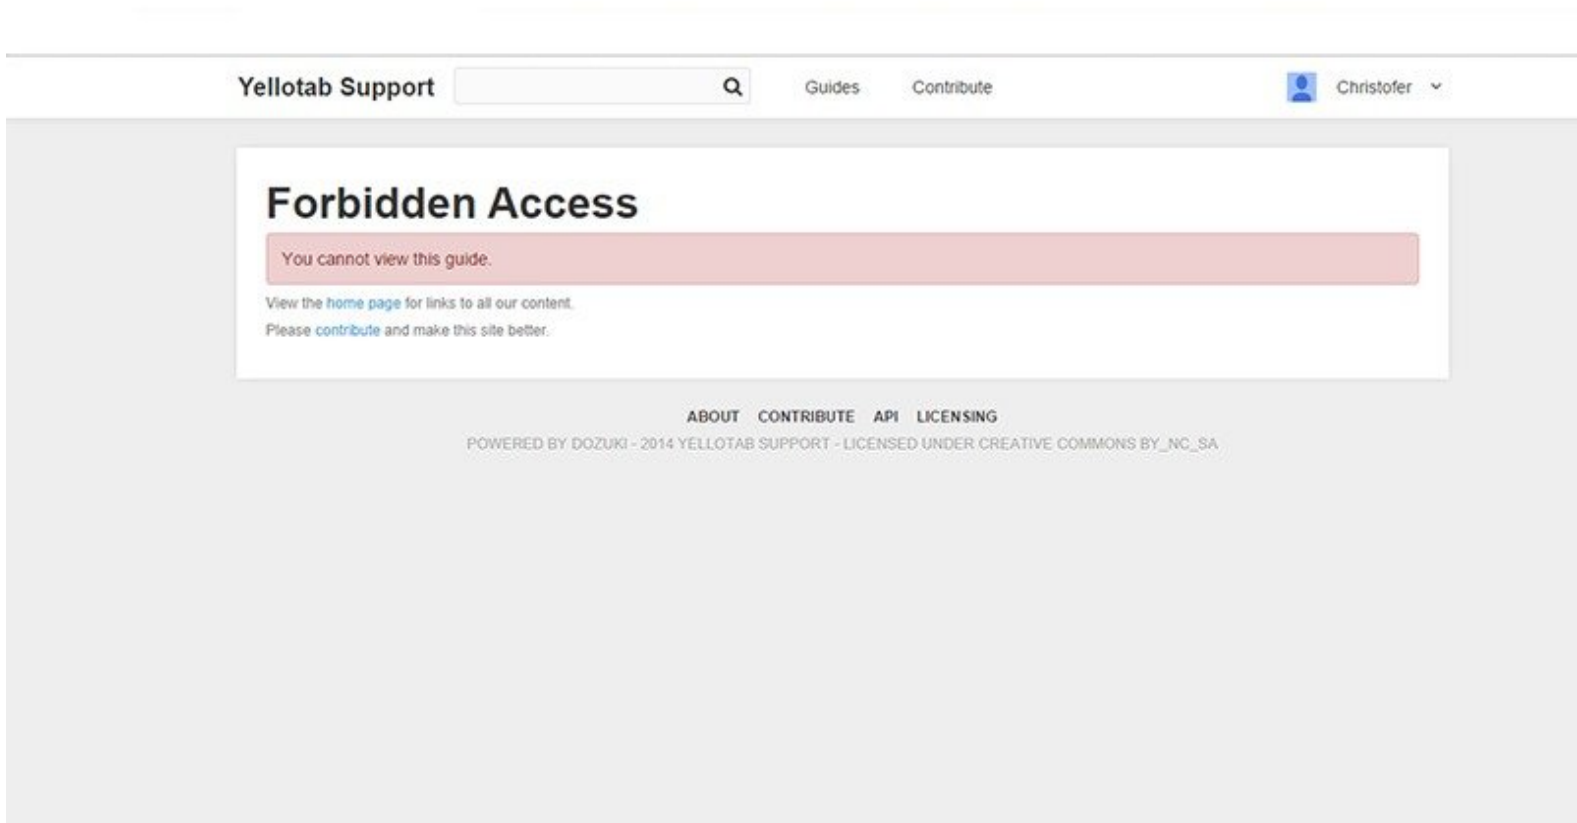 Yellotab Support Guides Contribute Christofer
Forbidden Access
You cannot view this guide.
View the home page for links to all our content.
Please contribute and make this site better.
ABOUT CONTRIBUTE API LICENSING
POWERED BY DOZUKI - 2014 YELLOTAB SUPPORT - LICENSED UNDER CREATIVE COMMONS BY_NC_SA